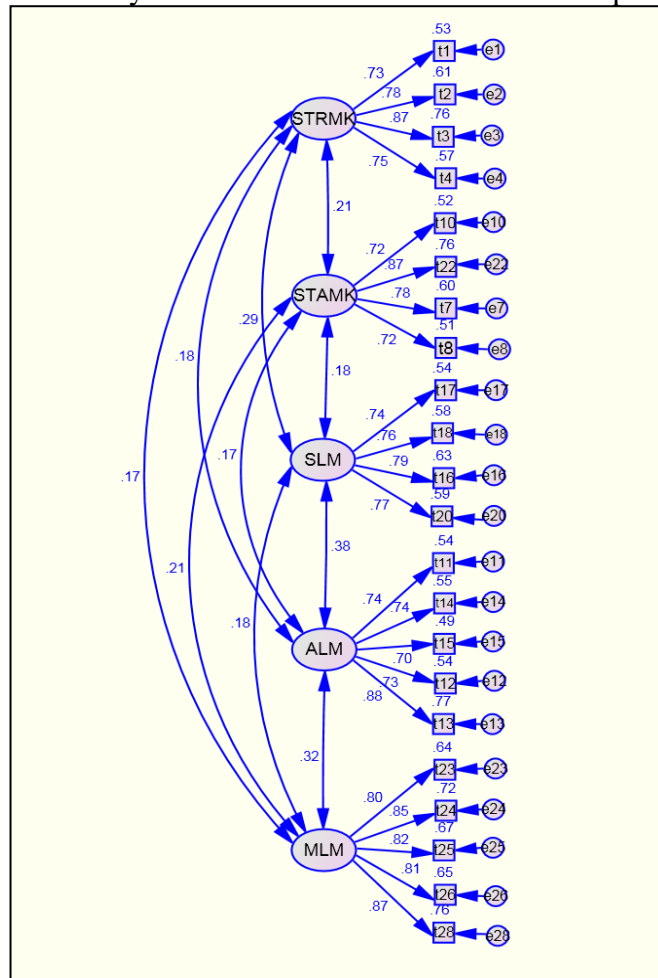 .53
.73 t1 e1
.61
.78 t2 e2
.76
.87 t3 e3
STRMK
.57
.75 t4 e4
.52
.21
.72 t10 e10
.76
.87 t22 e22
.60
STAMK
.78 t7 e7
.51
.29
.72 t8 e8
.54
.18
.18
.74 t17 e17
.58
.76 t18 e18
.63
.17
SLM
.79 t16 e16
.17
.59
.77 t20 e20
.54
.38
.74 t11 e11
.21
.55
.74 t14 e14
.49
.18
ALM
t15 e15
.70
.54
.73 t12 e12
.88
.77
t13 e13
.64
.32
.80 t23 e23
.72
.85 t24 e24
.67
.82 t25 e25
MLM
.65
.81 t26 e26
.76
.87 t28 e28